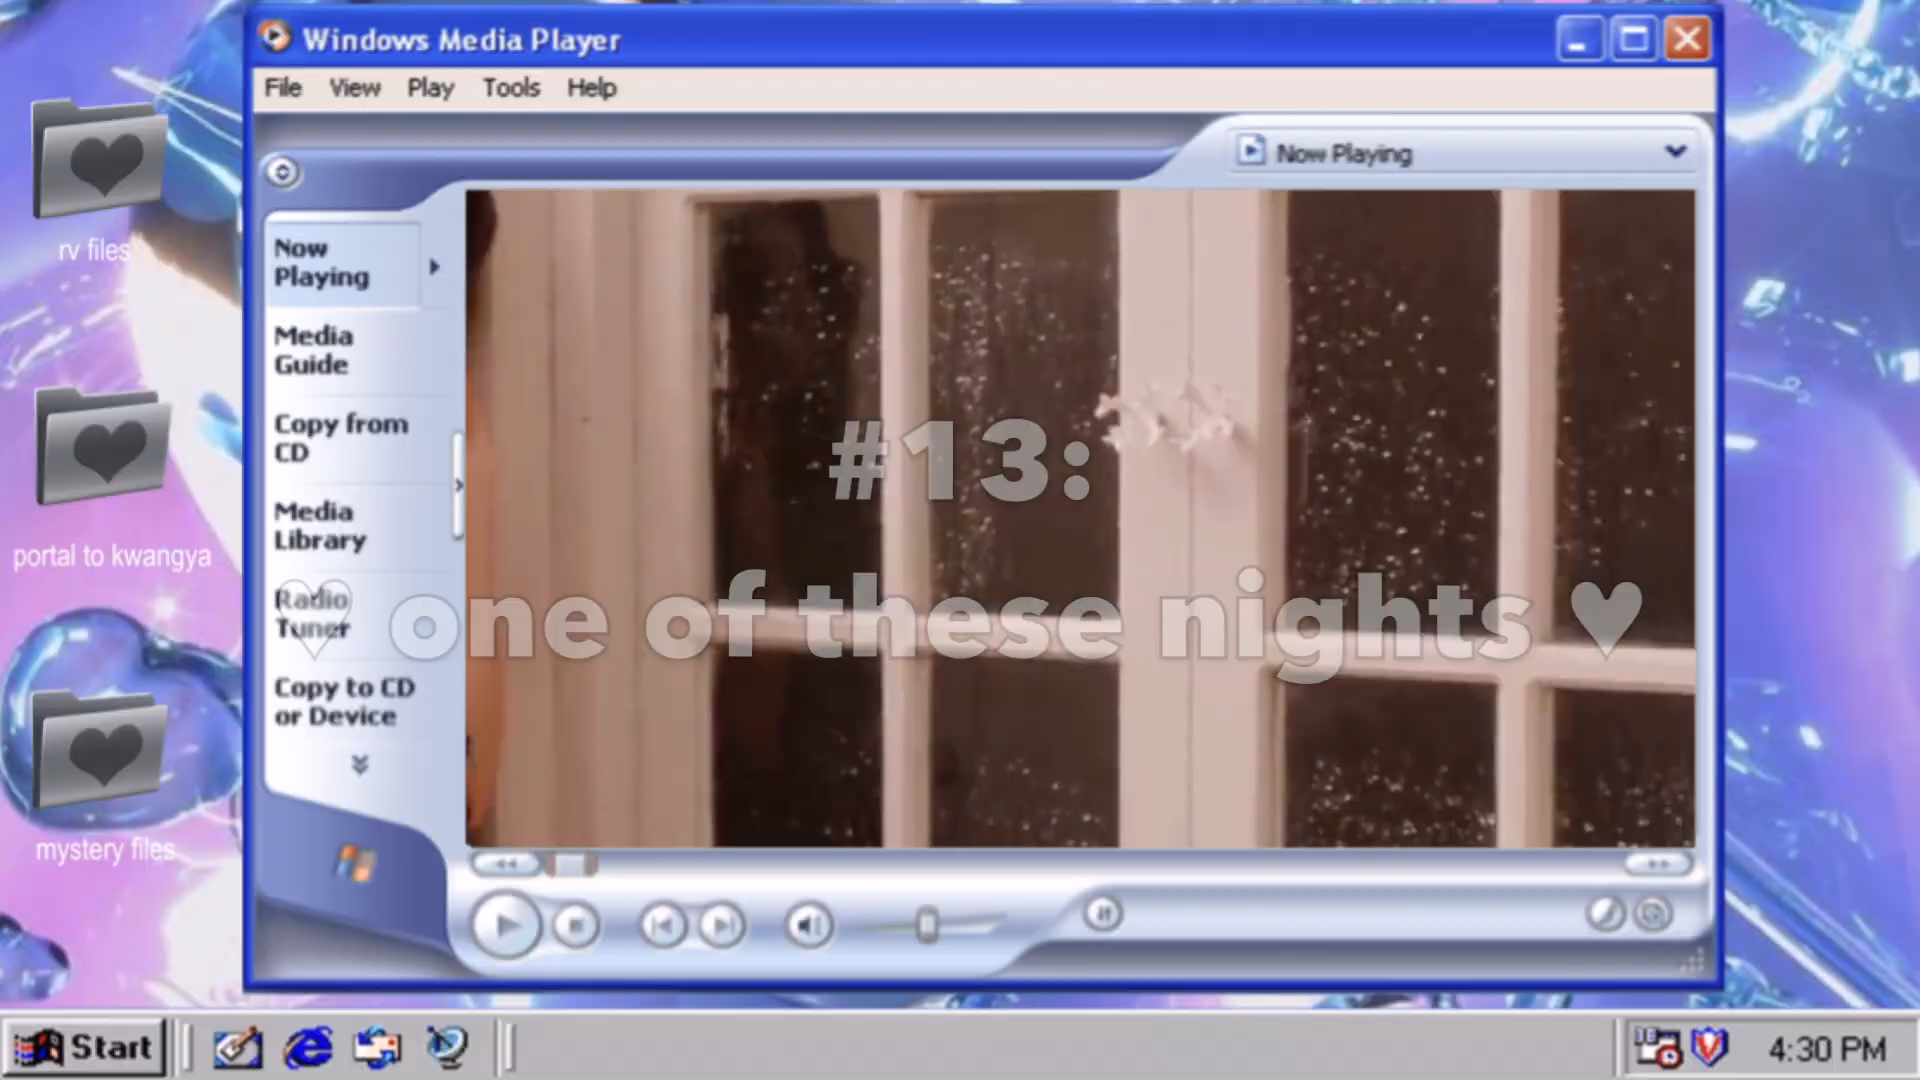 Windows Media Player
File View Play Tools Help
Now Playing
Now
Playing
Media
Guide
Copy from
CD
Media
Library
Radio
Tuner
Copy to CD
or Device
#13:
♡ one of these nights ♥
rv files
portal to kwangya
mystery files
Start
4:30 PM